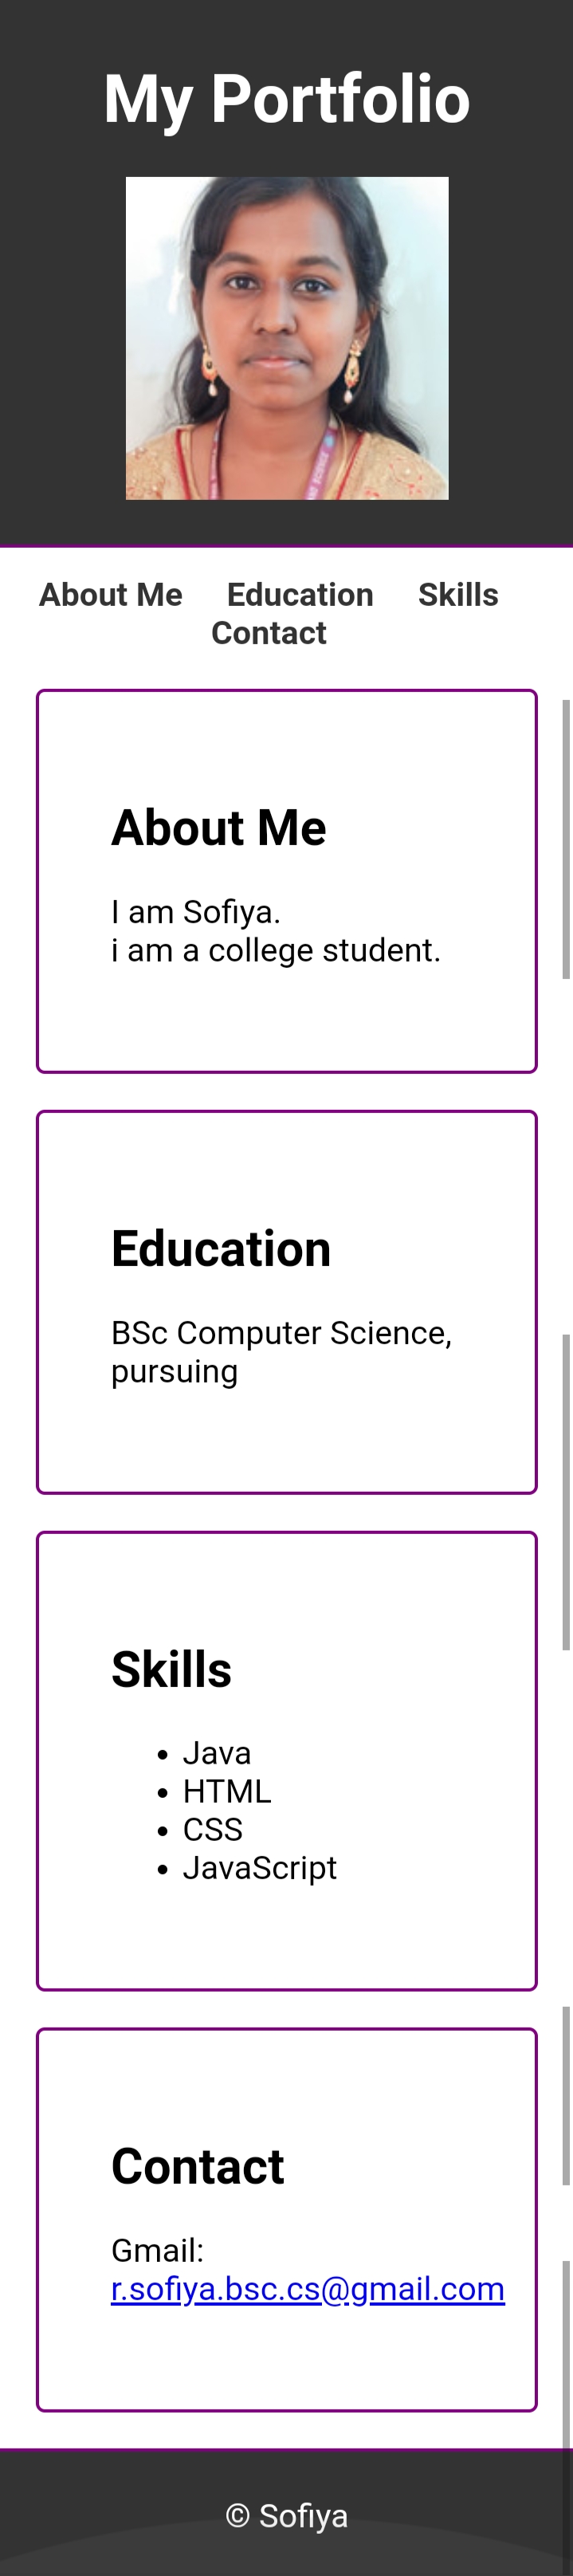 My Portfolio
About Me Education Skills
Contact
About Me
I am Sofiya.
i am a college student.
Education
BSc Computer Science,
pursuing
Skills
• Java
• HTML
• CSS
• JavaScript
Contact
Gmail:
r.sofiya.bsc.cs@gmail.com
© Sofiya